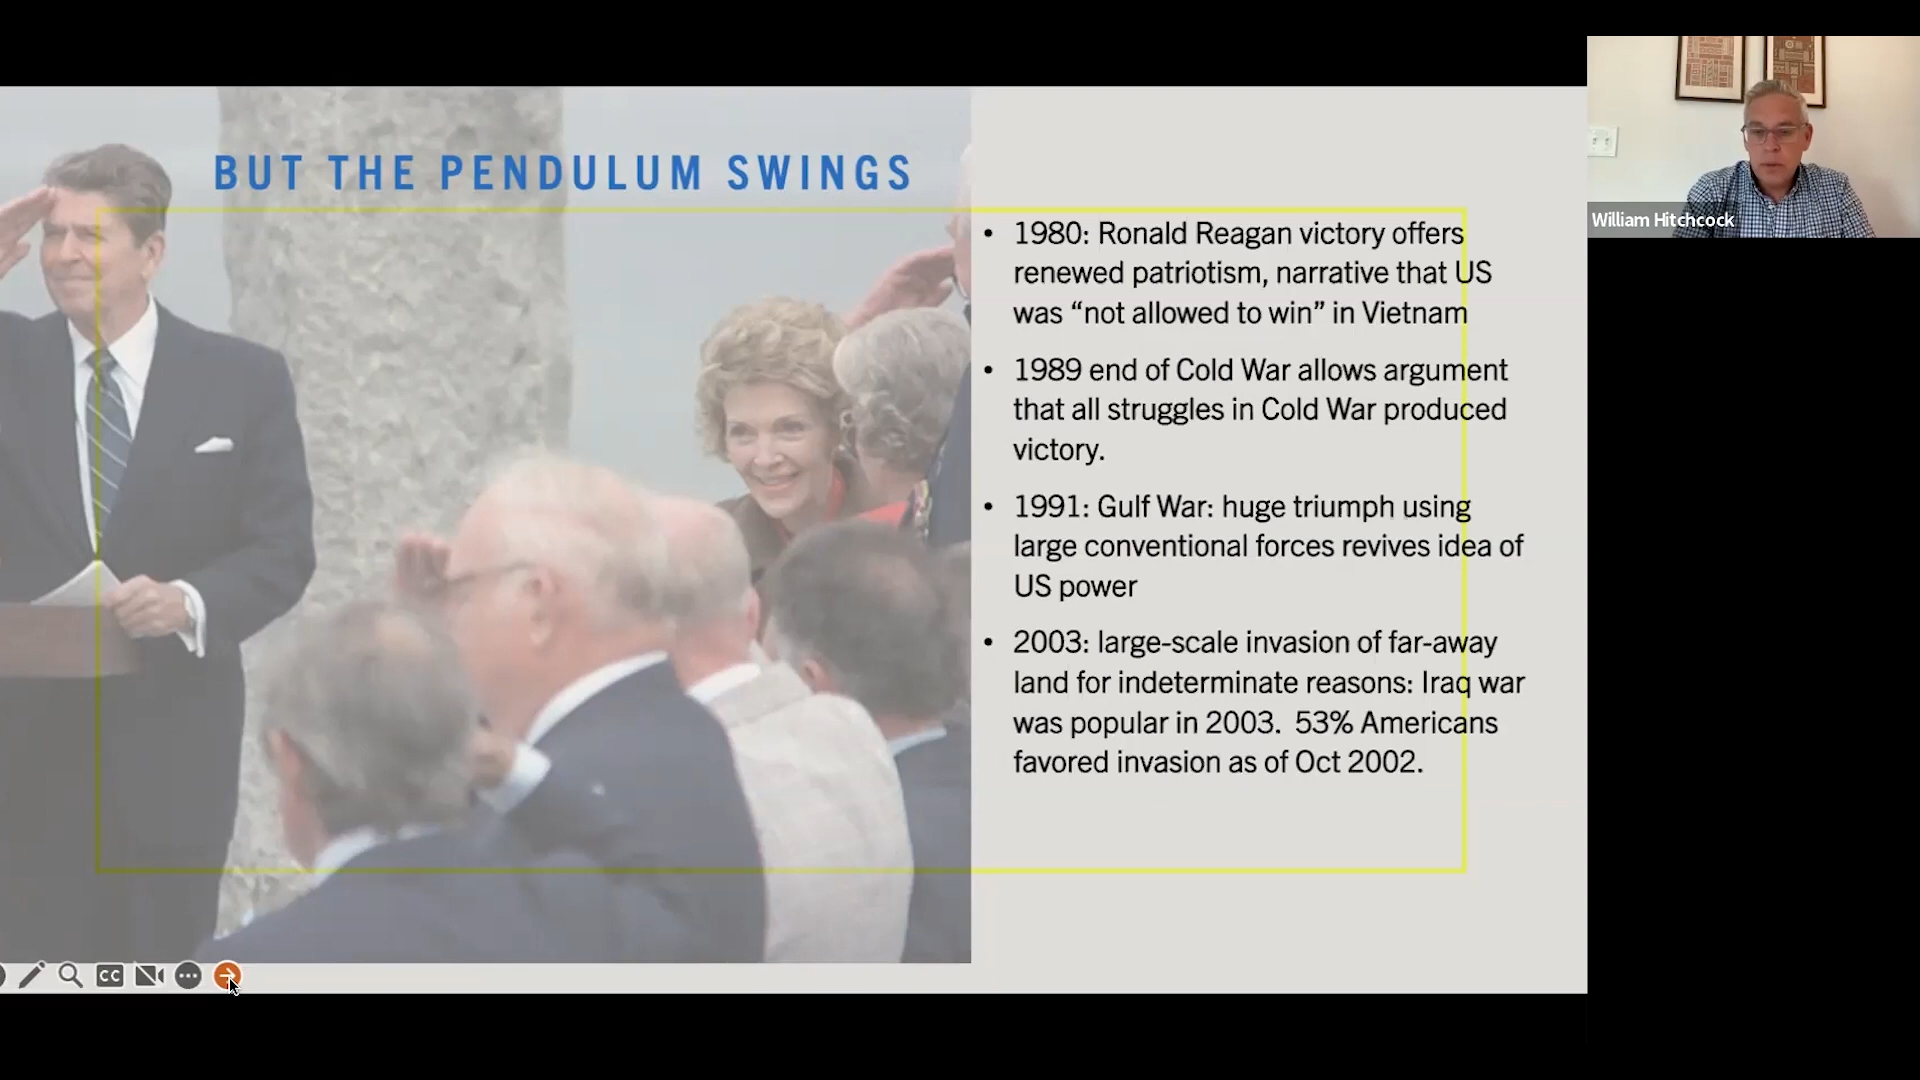 BUT THE PENDULUM SWINGS
• 1980: Ronald Reagan victory offers
renewed patriotism, narrative that US
was “not allowed to win” in Vietnam
• 1989 end of Cold War allows argument
that all struggles in Cold War produced
victory.
• 1991: Gulf War: huge triumph using
large conventional forces revives idea of
US power
• 2003: large-scale invasion of far-away
land for indeterminate reasons: Iraq war
was popular in 2003.  53% Americans
favored invasion as of Oct 2002.
William Hitchcock
CC